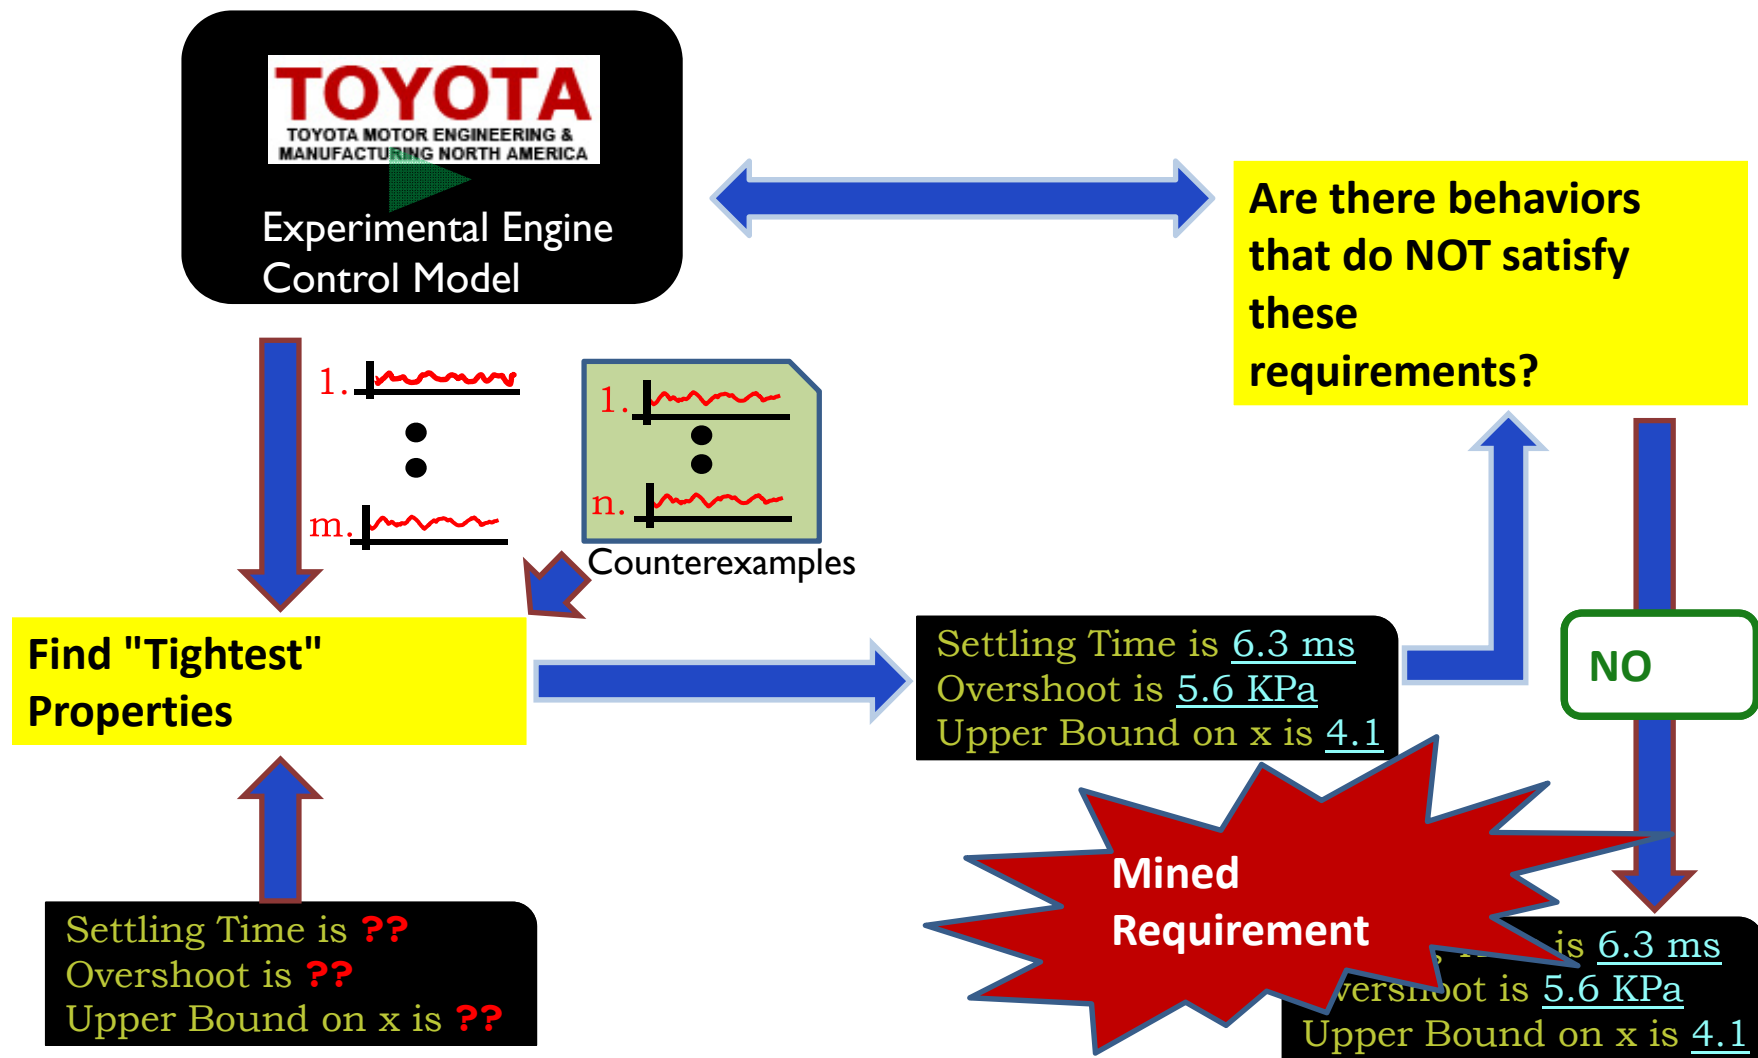 TOYOTA
TOYOTA MOTOR ENGINEERING &
MANUFACTURING NORTH AMERICA
Experimental Engine
Control Model
Are there behaviors
that do NOT satisfy
these
requirements?
1.
m.
1.
n.
Counterexamples
Find "Tightest"
Properties
Settling Time is 6.3 ms
Overshoot is 5.6 KPa
Upper Bound on x is 4.1
NO
Mined
Requirement
Settling Time is ??
Overshoot is ??
Upper Bound on x is ??
is 6.3 ms
vershoot is 5.6 KPa
Upper Bound on x is 4.1